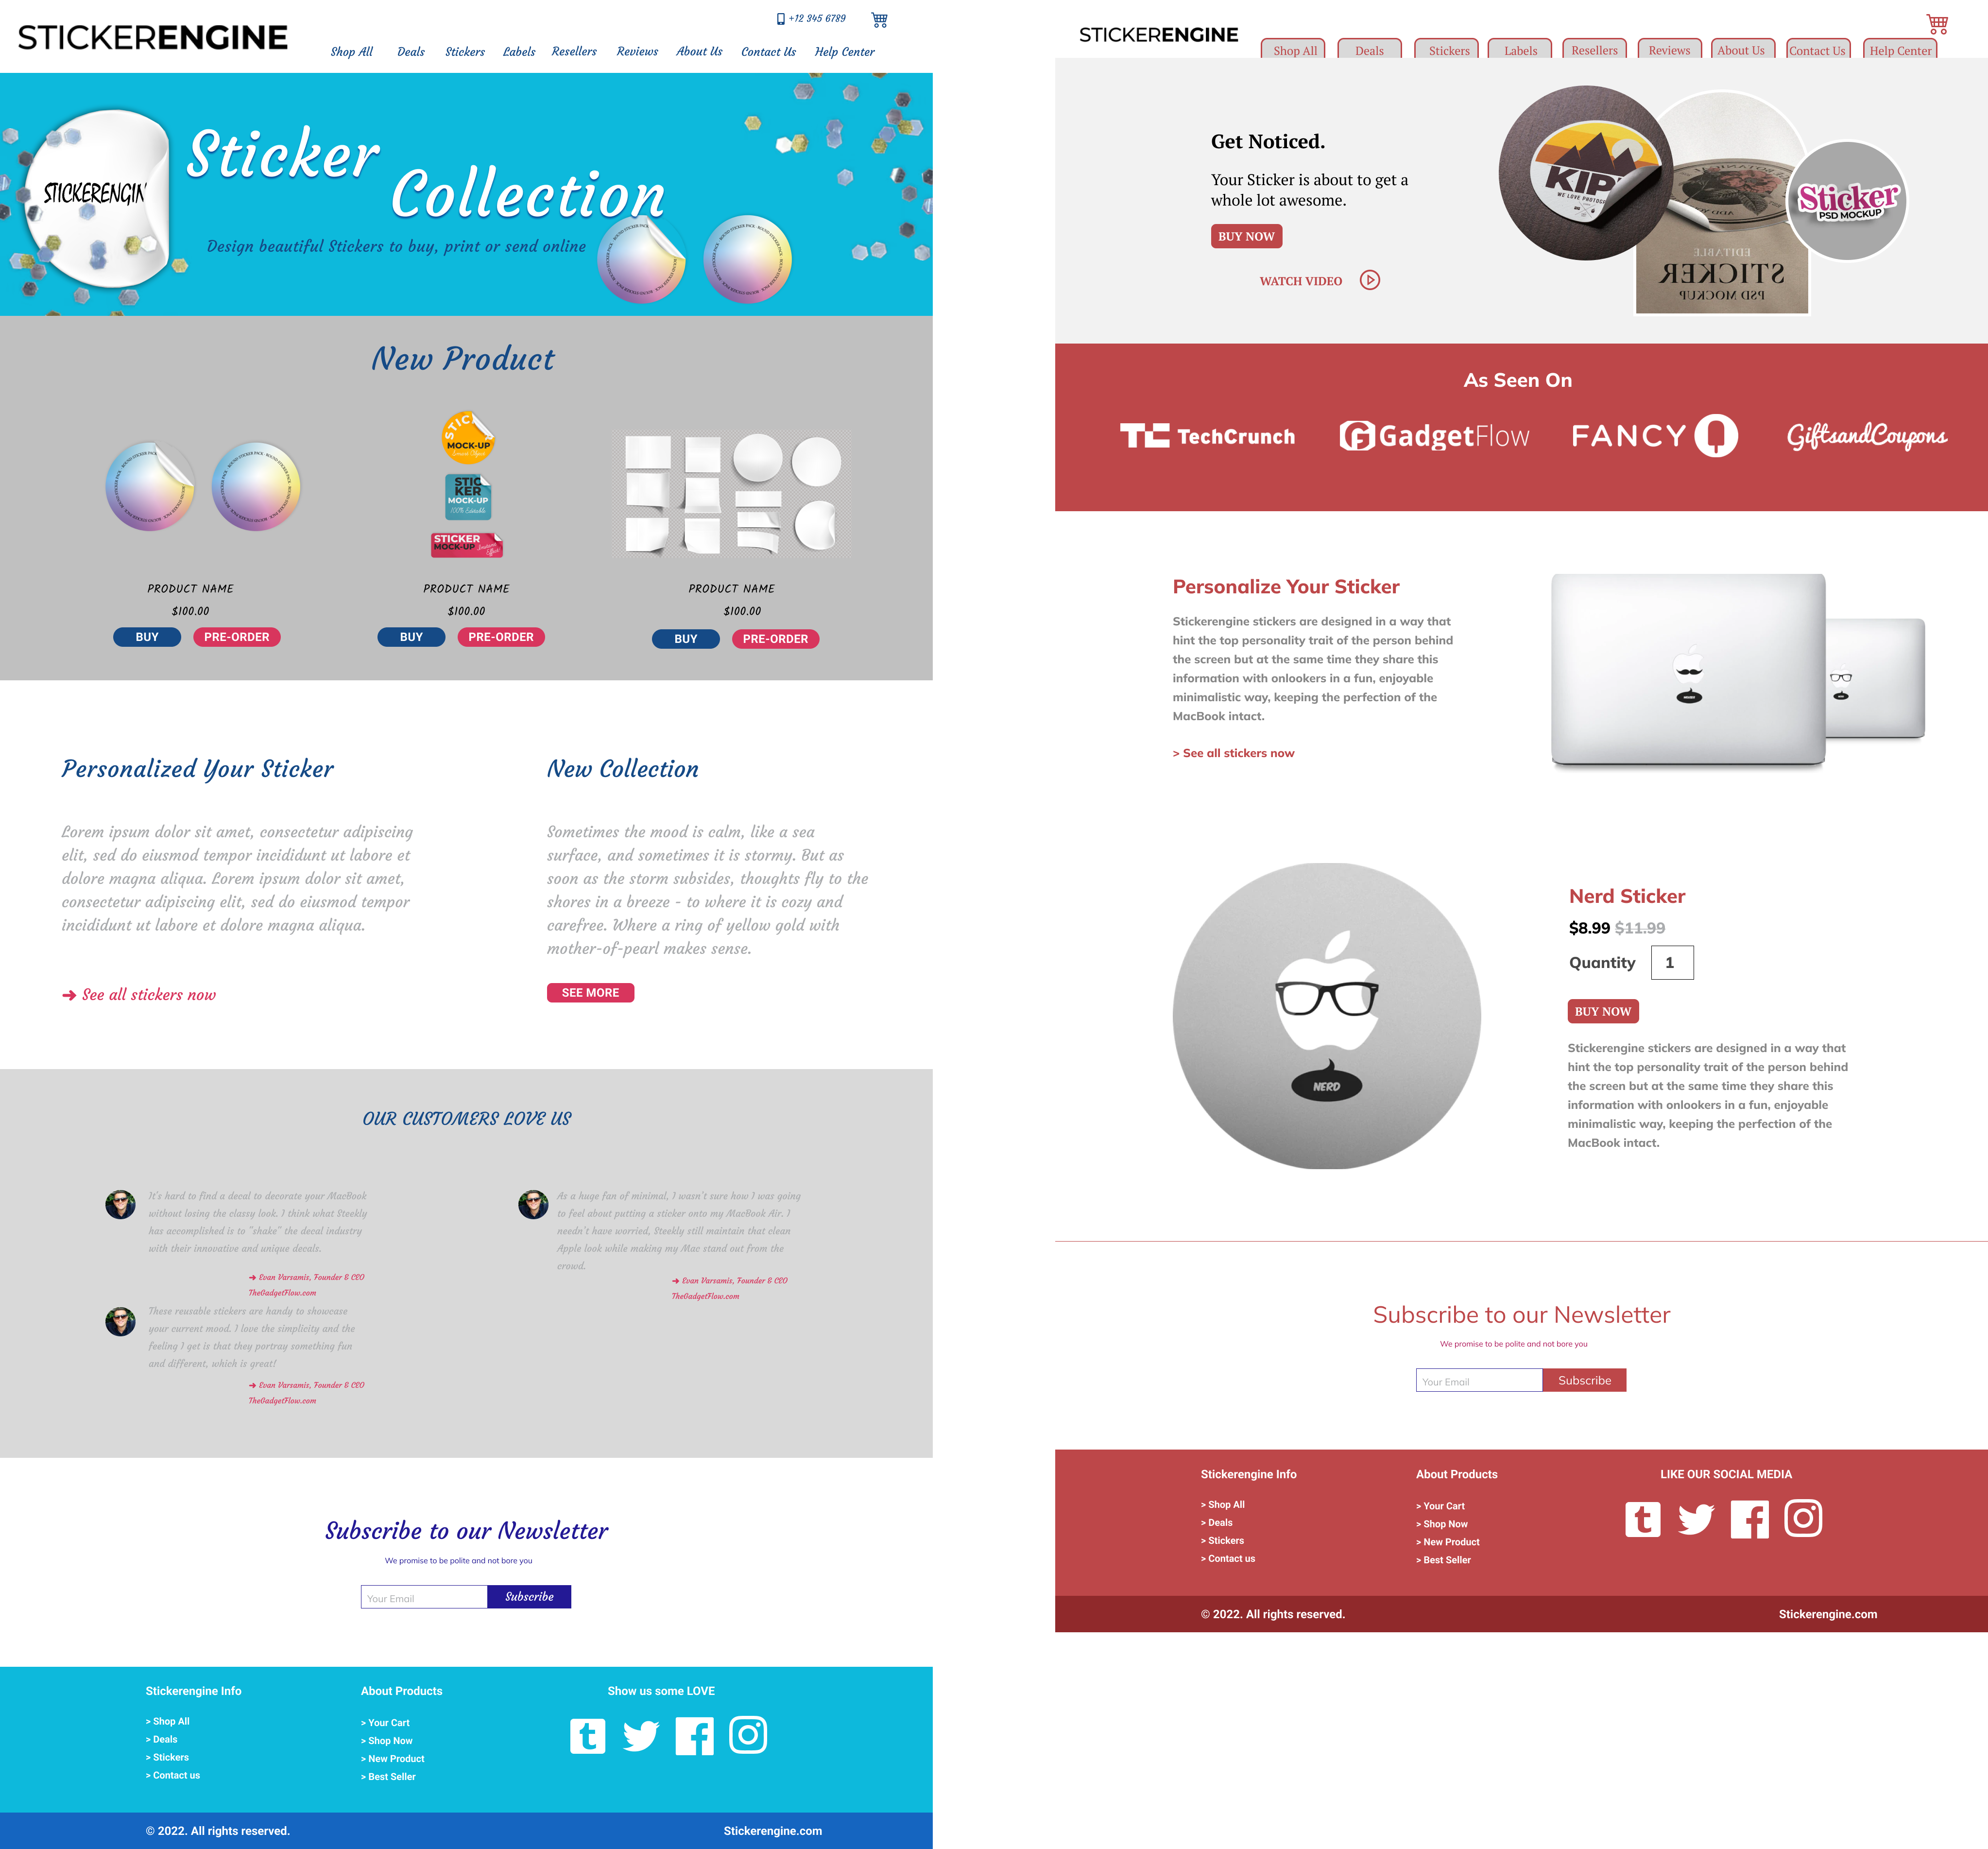 STICKERENGINE
+12 345 6789
Shop All
Deals
Stickers
Labels
Resellers
Reviews
About Us
Contact Us
Help Center
STICKERENGIN
Sticker
Collection
Design beautiful Stickers to buy, print or send online
New Product
STIC
MOCK-UP
STIC
KER
MOCK-UP
100% Editable
STICKER
MOCK-UP
PRODUCT NAME
$100.00
BUY
PRE-ORDER
PRODUCT NAME
$100.00
BUY
PRE-ORDER
PRODUCT NAME
$100.00
BUY
PRE-ORDER
Personalized Your Sticker
Lorem ipsum dolor sit amet, consectetur adipiscing
elit, sed do eiusmod tempor incididunt ut labore et
dolore magna aliqua. Lorem ipsum dolor sit amet,
consectetur adipiscing elit, sed do eiusmod tempor
incididunt ut labore et dolore magna aliqua.
➔ See all stickers now
New Collection
Sometimes the mood is calm, like a sea
surface, and sometimes it is stormy. But as
soon as the storm subsides, thoughts fly to the
shores in a breeze - to where it is cozy and
carefree. Where a ring of yellow gold with
mother-of-pearl makes sense.
SEE MORE
OUR CUSTOMERS LOVE US
It's hard to find a decal to decorate your MacBook
without losing the classy look. I think what Steekly
has accomplished is to "shake" the decal industry
with their innovative and unique decals.
➔ Evan Varsamis, Founder & CEO
TheGadgetFlow.com
These reusable stickers are handy to showcase
your current mood. I love the simplicity and the
feeling I get is that they portray something fun
and different, which is great!
➔ Evan Varsamis, Founder & CEO
TheGadgetFlow.com
As a huge fan of minimal, I wasn't sure how I was going
to feel about putting a sticker onto my MacBook Air. I
needn't have worried, Steekly still maintain that clean
Apple look while making my Mac stand out from the
crowd.
➔ Evan Varsamis, Founder & CEO
TheGadgetFlow.com
Subscribe to our Newsletter
We promise to be polite and not bore you
Your Email
Subscribe
Stickerengine Info
> Shop All
> Deals
> Stickers
> Contact us
About Products
> Your Cart
> Shop Now
> New Product
> Best Seller
Show us some LOVE
© 2022. All rights reserved.
Stickerengine.com
STICKERENGINE
Shop All
Deals
Stickers
Labels
Resellers
Reviews
About Us
Contact Us
Help Center
Get Noticed.
Your Sticker is about to get a
whole lot awesome.
BUY NOW
WATCH VIDEO
KIP
WE LOVE PHOTOGR
EDITABLE
STICKER
PSD MOCKUP
Sticker
PSD MOCKUP
As Seen On
TechCrunch
GadgetFlow
FANCY
GiftsandCoupons
Personalize Your Sticker
Stickerengine stickers are designed in a way that
hint the top personality trait of the person behind
the screen but at the same time they share this
information with onlookers in a fun, enjoyable
minimalistic way, keeping the perfection of the
MacBook intact.
> See all stickers now
NERD
Nerd Sticker
$8.99 $11.99
Quantity 1
BUY NOW
Stickerengine stickers are designed in a way that
hint the top personality trait of the person behind
the screen but at the same time they share this
information with onlookers in a fun, enjoyable
minimalistic way, keeping the perfection of the
MacBook intact.
Subscribe to our Newsletter
We promise to be polite and not bore you
Your Email
Subscribe
Stickerengine Info
> Shop All
> Deals
> Stickers
> Contact us
About Products
> Your Cart
> Shop Now
> New Product
> Best Seller
LIKE OUR SOCIAL MEDIA
© 2022. All rights reserved.
Stickerengine.com